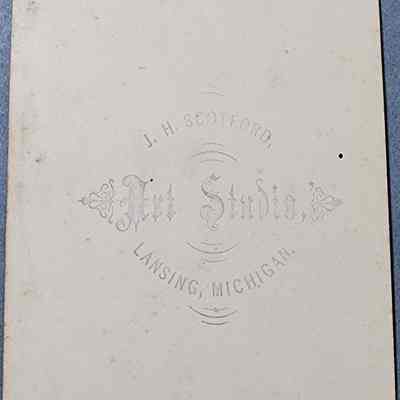 J. H. SCOTFORD,
Art Studio,
LANSING, MICHIGAN.